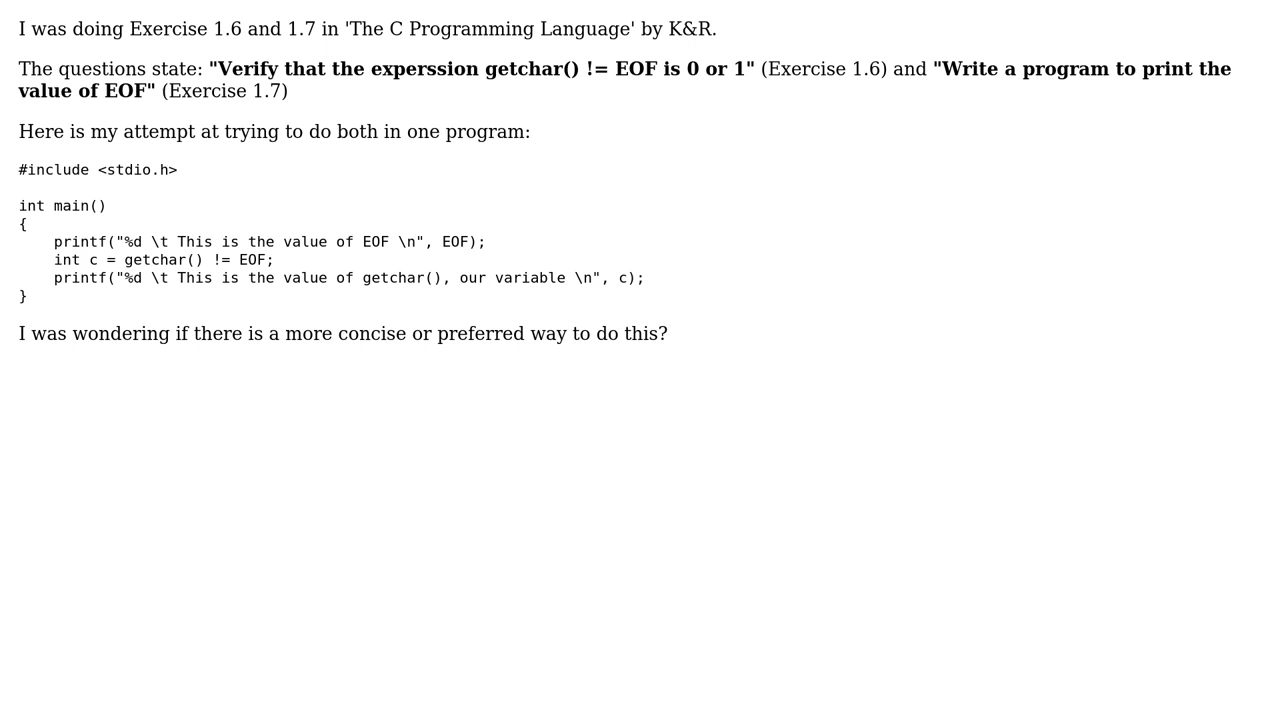 I was doing Exercise 1.6 and 1.7 in 'The C Programming Language' by K&R.
The questions state: "Verify that the experssion getchar() != EOF is 0 or 1" (Exercise 1.6) and "Write a program to print the
value of EOF" (Exercise 1.7)
Here is my attempt at trying to do both in one program:
#include <stdio.h>
int main()
{
    printf("%d \t This is the value of EOF \n", EOF);
    int c = getchar() != EOF;
    printf("%d \t This is the value of getchar(), our variable \n", c);
}
I was wondering if there is a more concise or preferred way to do this?